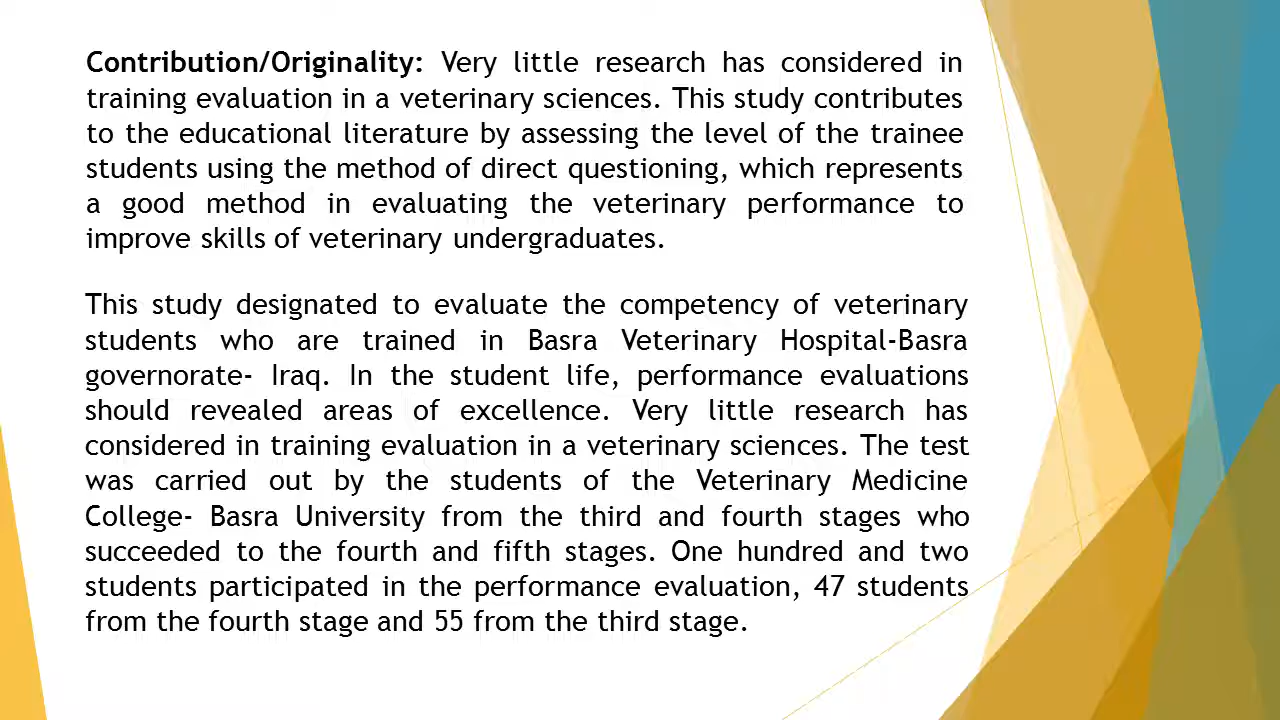 Contribution/Originality: Very little research has considered in
training evaluation in a veterinary sciences. This study contributes
to the educational literature by assessing the level of the trainee
students using the method of direct questioning, which represents
a good method in evaluating the veterinary performance to
improve skills of veterinary undergraduates.
This study designated to evaluate the competency of veterinary
students who are trained in Basra Veterinary Hospital-Basra
governorate- Iraq. In the student life, performance evaluations
should revealed areas of excellence. Very little research has
considered in training evaluation in a veterinary sciences. The test
was carried out by the students of the Veterinary Medicine
College- Basra University from the third and fourth stages who
succeeded to the fourth and fifth stages. One hundred and two
students participated in the performance evaluation, 47 students
from the fourth stage and 55 from the third stage.